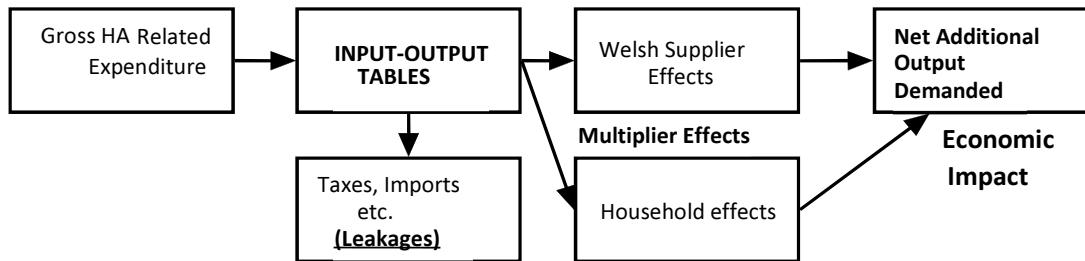 Gross HA Related
Expenditure
INPUT-OUTPUT
TABLES
Welsh Supplier
Effects
Net Additional
Output
Demanded
Multiplier Effects
Economic
Impact
Taxes, Imports
etc.
(Leakages)
Household effects